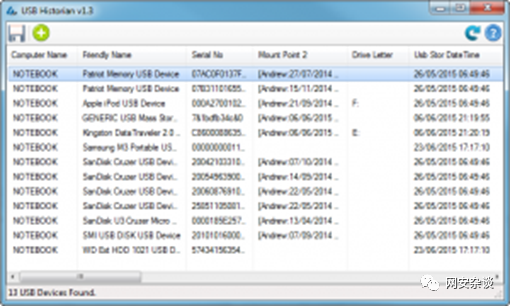 USB Historian v1.3
Computer Name Friendly Name Serial No Mount Point 2 Drive Letter Usb Stor DateTime
NOTEBOOK Patriot Memory USB Device 07AC0F0137F... [Andrew:27/07/2014 ... 26/05/2015 06:49:46
NOTEBOOK Patriot Memory USB Device 07B31101655... [Andrew:15/11/2014 ... 26/05/2015 06:49:46
NOTEBOOK Apple iPod USB Device 000A2700102... [Andrew:21/09/2014 ... F: 26/05/2015 06:49:46
NOTEBOOK GENERIC USB Mass Stor... [Andrew:06/06/2015 ... 06/06/2015 21:19:55
NOTEBOOK Kingston DataTraveler 2.0 ... C8600088635... [Andrew:06/06/2015 ... E: 06/06/2015 21:20:19
NOTEBOOK Samsung M3 Portable US... 00000000011... 23/06/2015 17:17:10
NOTEBOOK SanDisk Cruzer USB Devi... 20042103310... [Andrew:07/10/2014 ... 26/05/2015 06:49:46
NOTEBOOK SanDisk Cruzer USB Devi... 20054963900... [Andrew:14/09/2014 ... 26/05/2015 06:49:46
NOTEBOOK SanDisk Cruzer USB Devi... 20060876910... [Andrew:22/05/2014 ... 26/05/2015 06:49:46
NOTEBOOK SanDisk Cruzer USB Devi... 25851105081... [Andrew:22/05/2014 ... 26/05/2015 06:49:46
NOTEBOOK SanDisk U3 Cruzer Micro ... 0000185E257... [Andrew:13/04/2014 ... 26/05/2015 06:49:46
NOTEBOOK SMI USB DISK USB Device 20101016000... [Andrew:07/09/2014 ... 26/05/2015 06:49:46
NOTEBOOK WD Ext HDD 1021 USB D... 57434156354... 23/06/2015 17:17:10
13 USB Devices Found.
网安杂谈